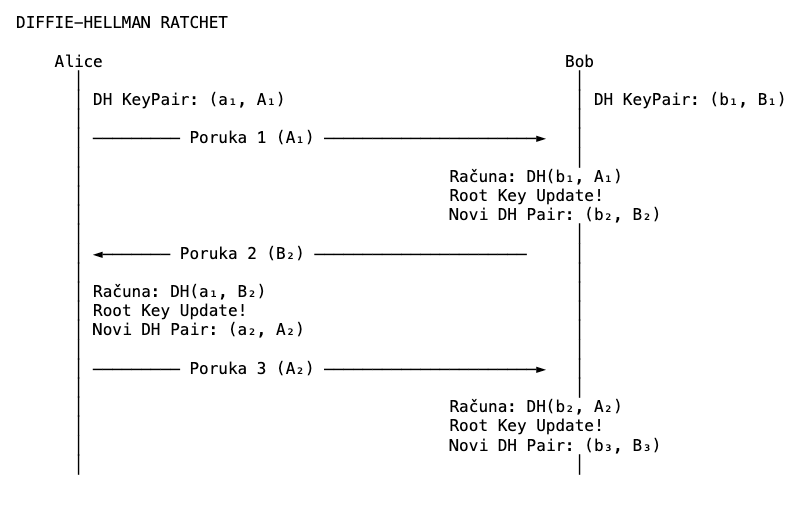 DIFFIE-HELLMAN RATCHET
Alice Bob
DH KeyPair: (a₁, A₁) DH KeyPair: (b₁, B₁)
Poruka 1 (A₁)
Računa: DH(b₁, A₁)
Root Key Update!
Novi DH Pair: (b₂, B₂)
Poruka 2 (B₂)
Računa: DH(a₁, B₂)
Root Key Update!
Novi DH Pair: (a₂, A₂)
Poruka 3 (A₂)
Računa: DH(b₂, A₂)
Root Key Update!
Novi DH Pair: (b₃, B₃)